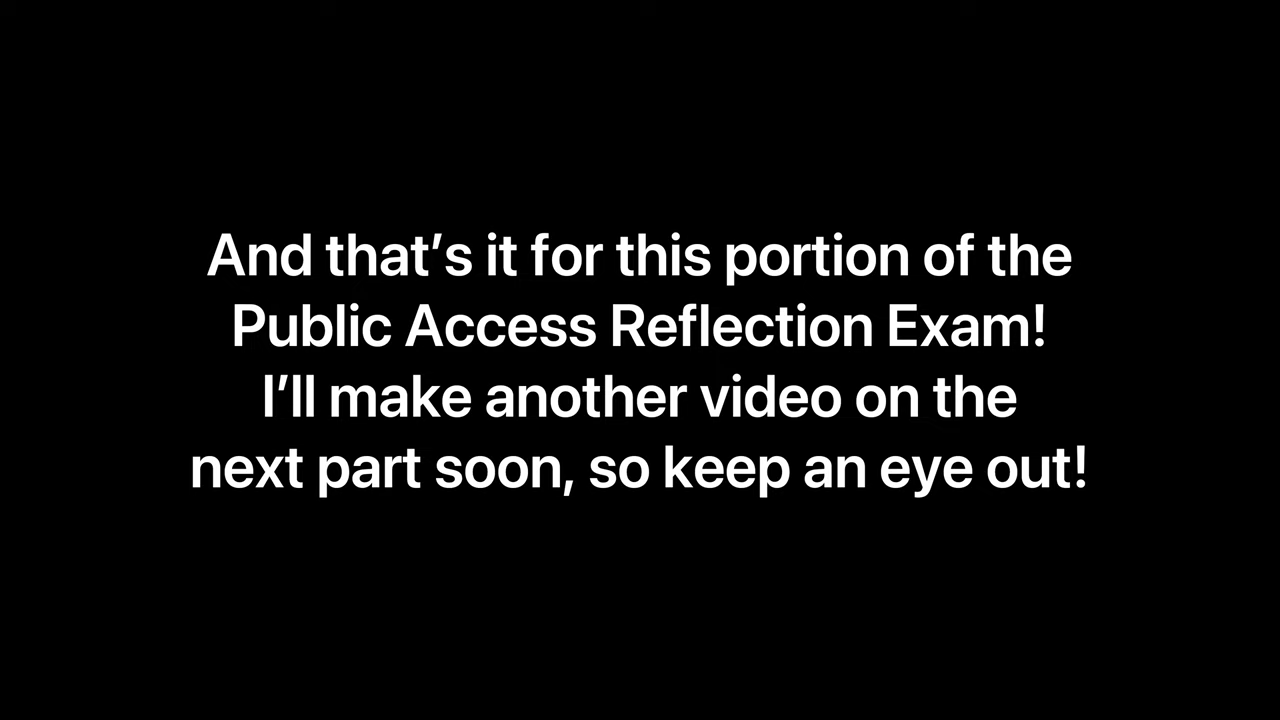 And that’s it for this portion of the
Public Access Reflection Exam!
I’ll make another video on the
next part soon, so keep an eye out!